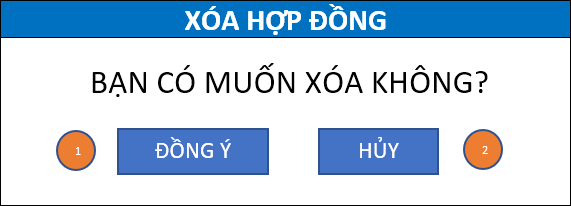 XÓA HỢP ĐỒNG
BẠN CÓ MUỐN XÓA KHÔNG?
1 ĐỒNG Ý HỦY 2